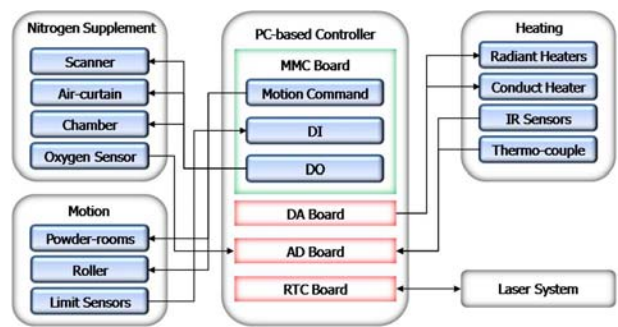 Nitrogen Supplement
Scanner
Air-curtain
Chamber
Oxygen Sensor
Motion
Powder-rooms
Roller
Limit Sensors
PC-based Controller
MMC Board
Motion Command
DI
DO
DA Board
AD Board
RTC Board
Heating
Radiant Heaters
Conduct Heater
IR Sensors
Thermo-couple
Laser System